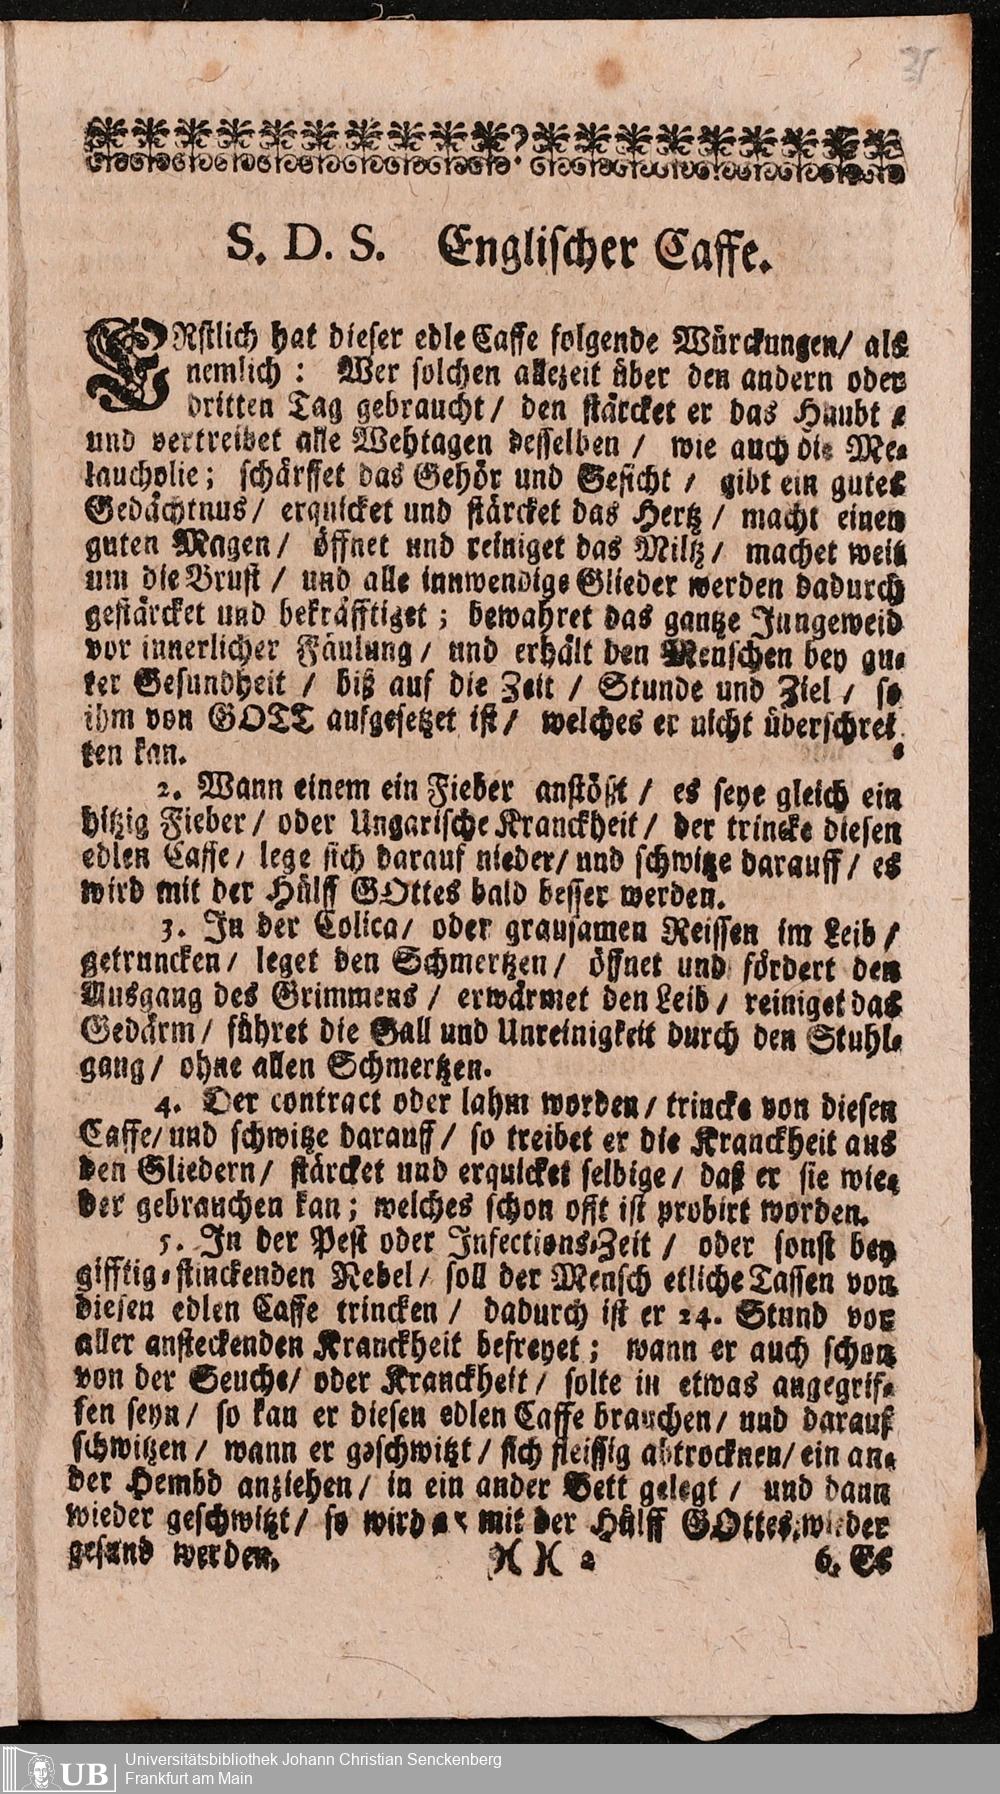 35
S. D. S. Englischer Caffe.
ERstlich hat dieser edle Caffe folgende Würckungen/ als
nemlich : Wer solchen allezeit über den andern oder
dritten Tag gebraucht/ den stärcket er das Haubt /
und vertreibet alle Wehtagen desselben / wie auch die Me-
laucholie; schärffet das Gehör und Gesicht / gibt ein gutes
Gedächtnus/ erquicket und stärcket das Hertz / macht einen
guten Magen / öffnet und reiniget das Miltz / machet weit
um die Brust / und alle innwendige Glieder werden dadurch
gestärcket und bekräfftiget ; bewahret das gantze Jngeweid
vor innerlicher Fäulung / und erhält den Menschen bey gu-
ter Gesundheit / biß auf die Zeit / Stunde und Ziel / so
ihm von GOTT aufgesetzet ist / welches er nicht überschrei-
ten kan.
2. Wann einem ein Fieber anstößt / es seye gleich ein
hitzig Fieber / oder Ungarische Kranckheit / der trincke diesen
edlen Caffe / lege sich darauf nieder / und schwitze darauff / es
wird mit der Hülff GOttes bald besser werden.
3. Jn der Colica / oder grausamen Reissen im Leib /
getruncken / leget den Schmertzen / öffnet und fördert den
Ausgang des Grimmens / erwärmet den Leib / reiniget das
Gedärm / führet die Gall und Unreinigkeit durch den Stuhl-
gang / ohne allen Schmertzen.
4. Der contract oder lahm worden / trincke von diesen
Caffe / und schwitze darauff / so treibet er die Kranckheit aus
den Gliedern / stärcket und erquicket selbige / daß er sie wie-
der gebrauchen kan ; welches schon offt ist probirt worden.
5. Jn der Pest oder Jnfections-Zeit / oder sonst bey
gifftig-stinckenden Nebel / soll der Mensch etliche Tassen von
diesen edlen Caffe trincken / dadurch ist er 24. Stund vor
aller ansteckenden Kranckheit befreyet ; wann er auch schon
von der Seuche / oder Kranckheit / solte in etwas angegrif-
fen seyn / so kan er diesen edlen Caffe brauchen / und darauf
schwitzen / wann er geschwitzt / sich fleissig abtrocknen / ein an-
der Hembd anziehen / in ein ander Bett gelegt / und dann
wieder geschwitzt / so wird er mit der Hülff GOttes wieder
gesund werden.
)( )( 2
6. Es
UB
Universitätsbibliothek Johann Christian Senckenberg
Frankfurt am Main